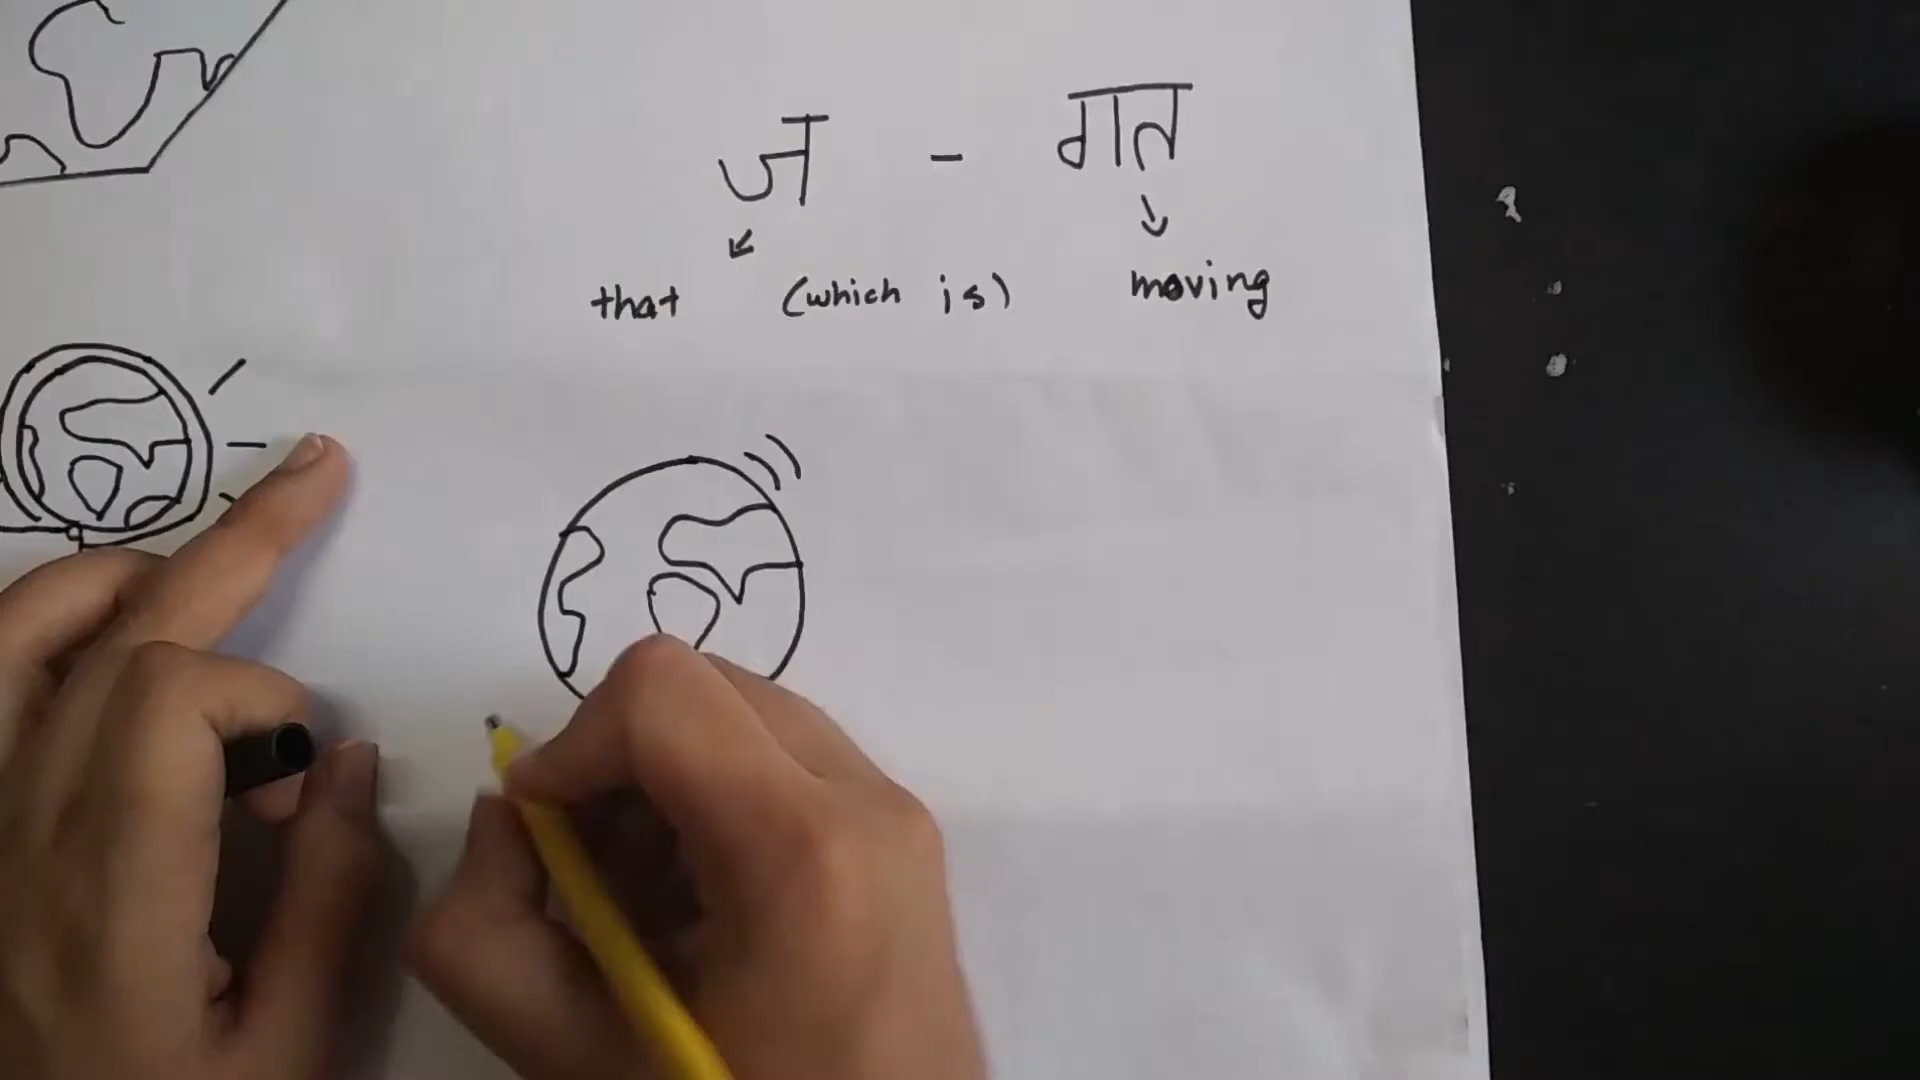 ज - गत
that (which is) moving